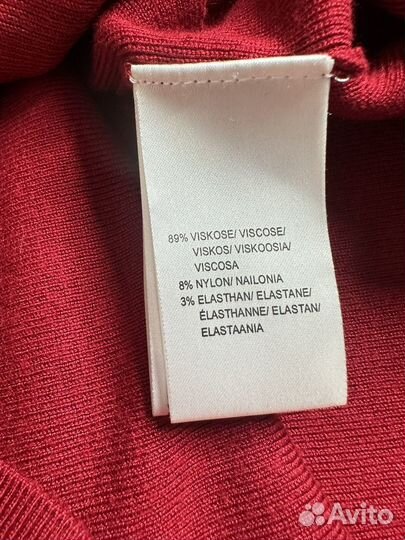 89% VISKOSE/ VISCOSE/
VISKOS/ VISKOOSIA/
VISCOSA
8% NYLON/ NAILONIA
3% ELASTHAN/ ELASTANE/
ÉLASTHANNE/ ELASTAN/
ELASTAANIA
Avito